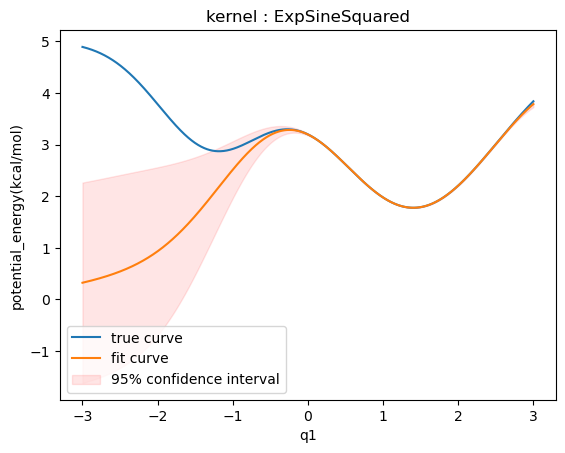 kernel : ExpSineSquared
potential_energy(kcal/mol)
5
4
3
2
1
0
−1
true curve
fit curve
95% confidence interval
−3 −2 −1 0 1 2 3
q1